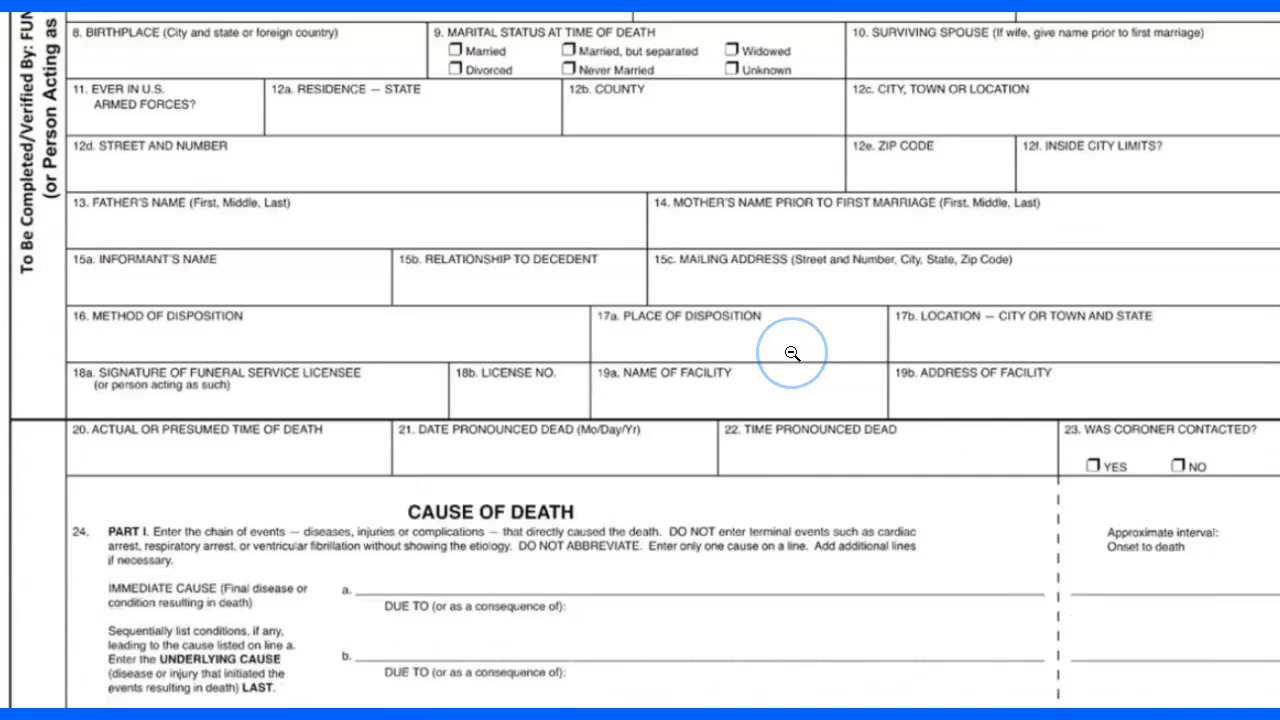 To Be Completed/Verified By: FUN
(or Person Acting as
8. BIRTHPLACE (City and state or foreign country)
9. MARITAL STATUS AT TIME OF DEATH
Married
Married, but separated
Widowed
Divorced
Never Married
Unknown
10. SURVIVING SPOUSE (If wife, give name prior to first marriage)
11. EVER IN U.S.
ARMED FORCES?
12a. RESIDENCE — STATE
12b. COUNTY
12c. CITY, TOWN OR LOCATION
12d. STREET AND NUMBER
12e. ZIP CODE
12f. INSIDE CITY LIMITS?
13. FATHER'S NAME (First, Middle, Last)
14. MOTHER'S NAME PRIOR TO FIRST MARRIAGE (First, Middle, Last)
15a. INFORMANT'S NAME
15b. RELATIONSHIP TO DECEDENT
15c. MAILING ADDRESS (Street and Number, City, State, Zip Code)
16. METHOD OF DISPOSITION
17a. PLACE OF DISPOSITION
17b. LOCATION — CITY OR TOWN AND STATE
18a. SIGNATURE OF FUNERAL SERVICE LICENSEE
(or person acting as such)
18b. LICENSE NO.
19a. NAME OF FACILITY
19b. ADDRESS OF FACILITY
20. ACTUAL OR PRESUMED TIME OF DEATH
21. DATE PRONOUNCED DEAD (Mo/Day/Yr)
22. TIME PRONOUNCED DEAD
23. WAS CORONER CONTACTED?
YES
NO
CAUSE OF DEATH
24. PART I. Enter the chain of events — diseases, injuries or complications — that directly caused the death. DO NOT enter terminal events such as cardiac
arrest, respiratory arrest, or ventricular fibrillation without showing the etiology. DO NOT ABBREVIATE. Enter only one cause on a line. Add additional lines
if necessary.
Approximate interval:
Onset to death
IMMEDIATE CAUSE (Final disease or
condition resulting in death)
a.
DUE TO (or as a consequence of):
Sequentially list conditions, if any,
leading to the cause listed on line a.
Enter the UNDERLYING CAUSE
(disease or injury that initiated the
events resulting in death) LAST.
b.
DUE TO (or as a consequence of):